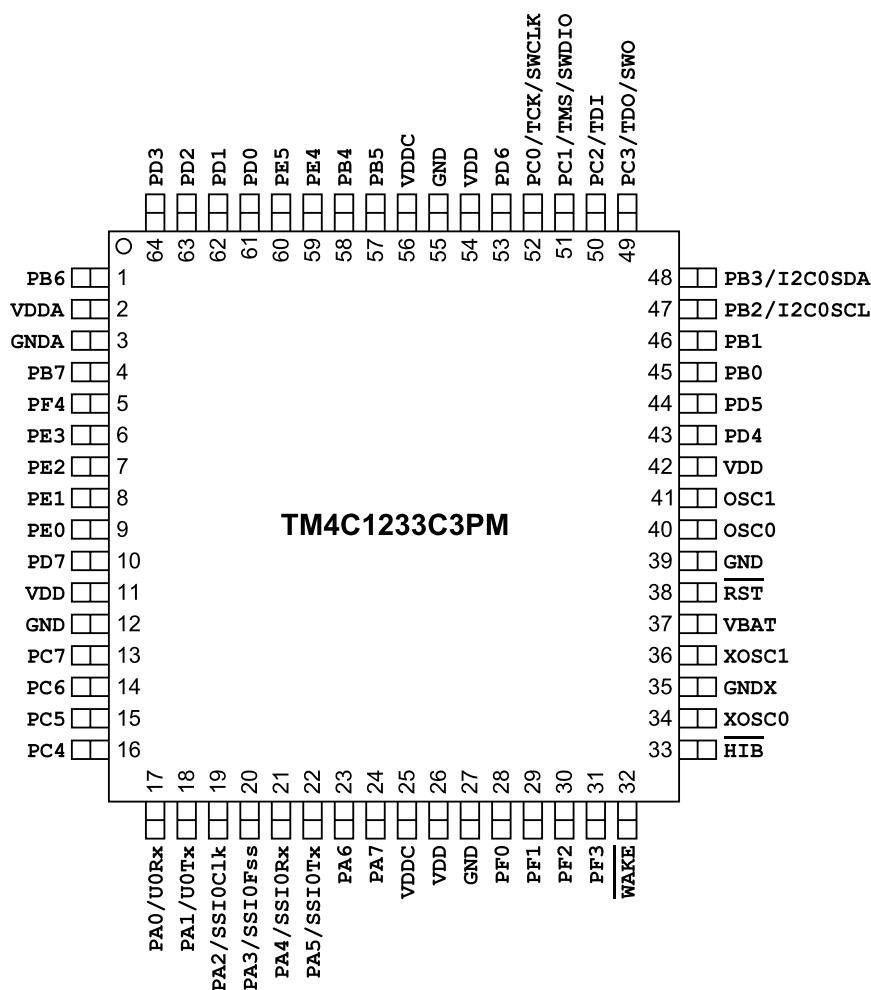 PC0/TCK/SWCLK
PC1/TMS/SWDIO
PC2/TDI
PC3/TDO/SWO
PD3
PD2
PD1
PD0
PE5
PE4
PB4
PB5
VDDC
GND
VDD
PD6
64
63
62
61
60
59
58
57
56
55
54
53
52
51
50
49
PB6 1
VDDA 2
GNDA 3
PB7 4
PF4 5
PE3 6
PE2 7
PE1 8
PE0 9
PD7 10
VDD 11
GND 12
PC7 13
PC6 14
PC5 15
PC4 16
TM4C1233C3PM
48 PB3/I2C0SDA
47 PB2/I2C0SCL
46 PB1
45 PB0
44 PD5
43 PD4
42 VDD
41 OSC1
40 OSC0
39 GND
38 RST
37 VBAT
36 XOSC1
35 GNDX
34 XOSC0
33 HIB
17
18
19
20
21
22
23
24
25
26
27
28
29
30
31
32
PA0/U0Rx
PA1/U0Tx
PA2/SSI0Clk
PA3/SSI0Fss
PA4/SSI0Rx
PA5/SSI0Tx
PA6
PA7
VDDC
VDD
GND
PF0
PF1
PF2
PF3
WAKE